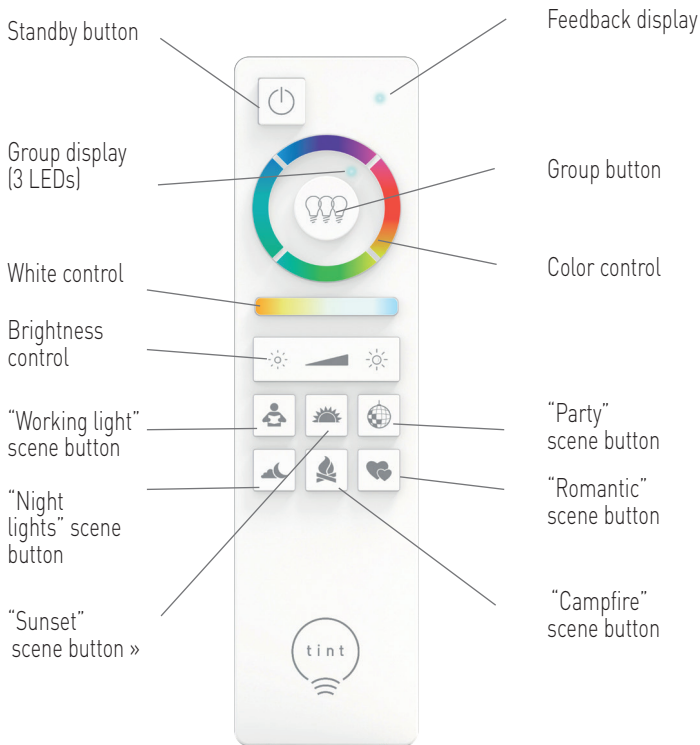 Standby button
Feedback display
Group display
(3 LEDs)
Group button
White control
Color control
Brightness
control
“Working light”
scene button
“Party”
scene button
“Night
lights” scene
button
“Romantic”
scene button
“Sunset”
scene button »
“Campfire”
scene button
tint